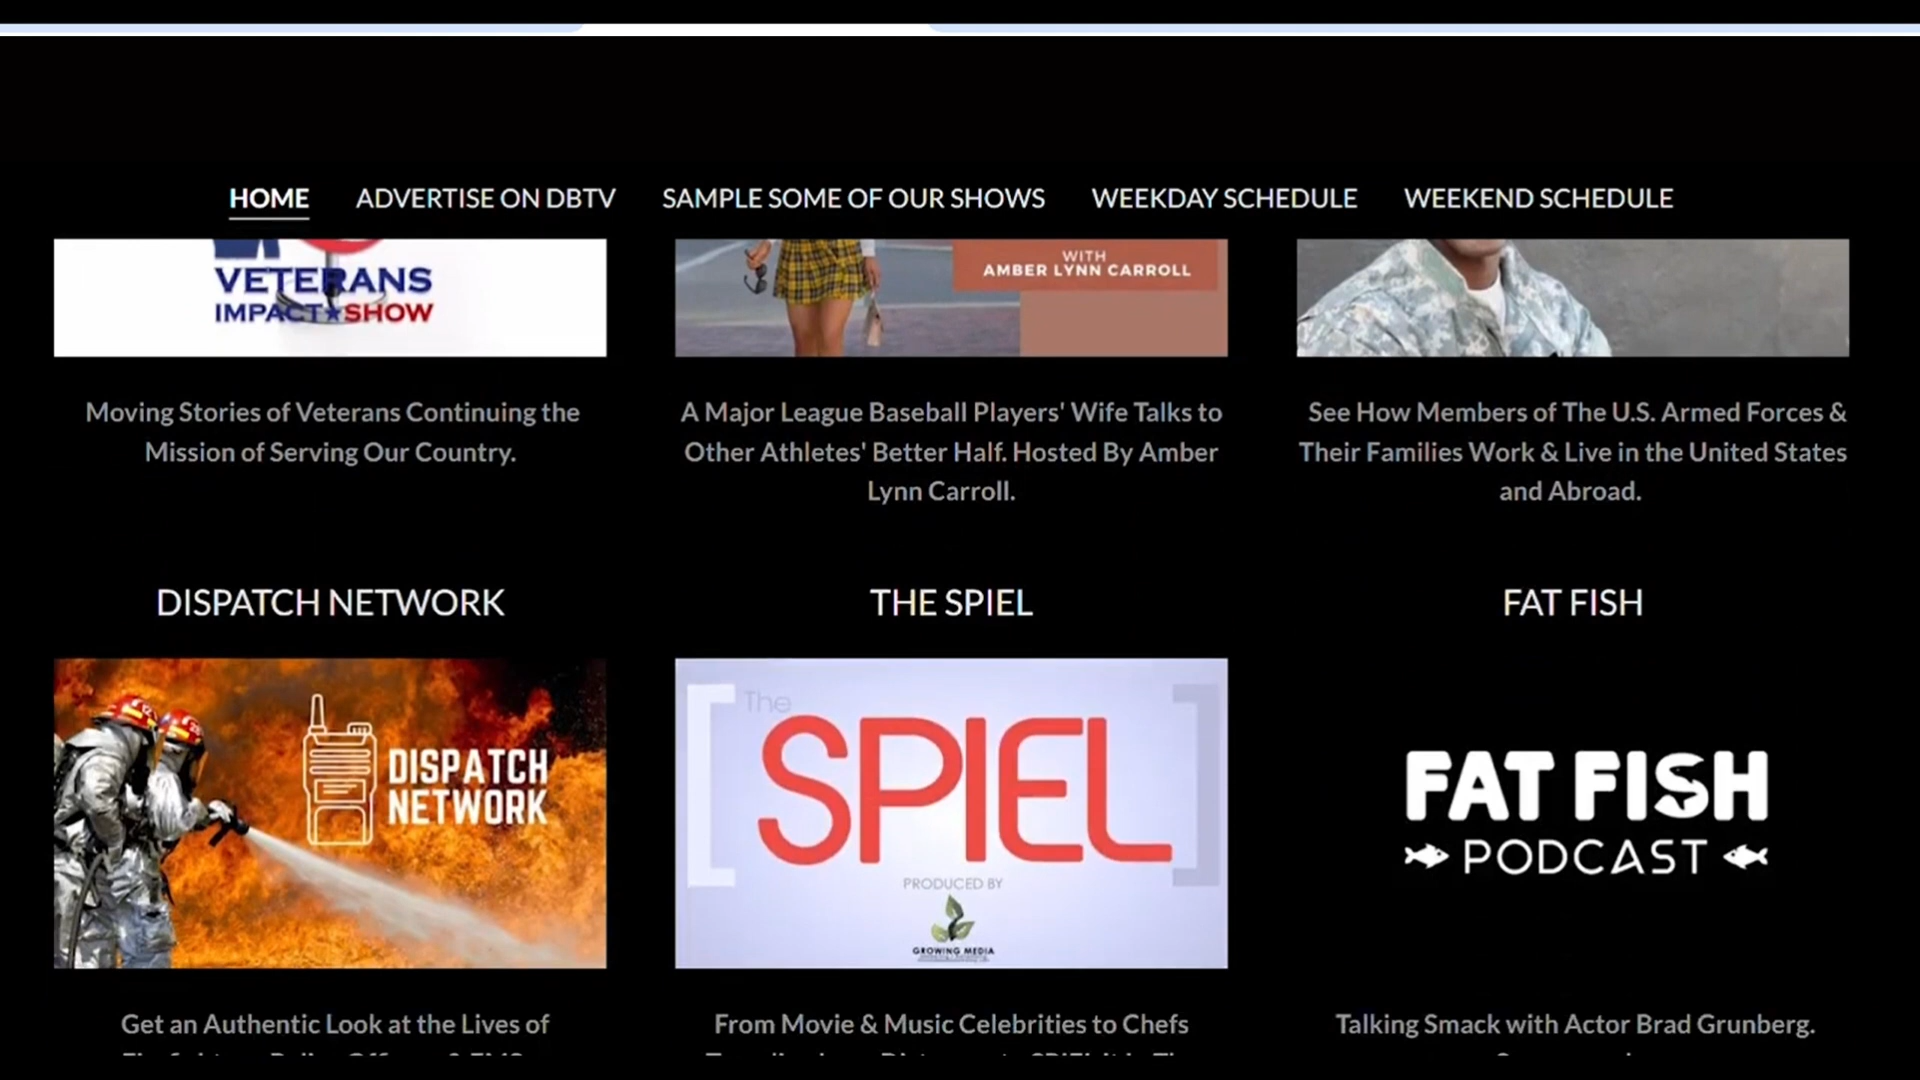 HOME ADVERTISE ON DBTV SAMPLE SOME OF OUR SHOWS WEEKDAY SCHEDULE WEEKEND SCHEDULE
VETERANS
IMPACT★SHOW
WITH
AMBER LYNN CARROLL
Moving Stories of Veterans Continuing the
Mission of Serving Our Country.
A Major League Baseball Players' Wife Talks to
Other Athletes' Better Half. Hosted By Amber
Lynn Carroll.
See How Members of The U.S. Armed Forces &
Their Families Work & Live in the United States
and Abroad.
DISPATCH NETWORK
THE SPIEL
FAT FISH
DISPATCH
NETWORK
[The
SPIEL]
PRODUCED BY
GROWING MEDIA
FAT FISH
PODCAST
Get an Authentic Look at the Lives of
From Movie & Music Celebrities to Chefs
Talking Smack with Actor Brad Grunberg.